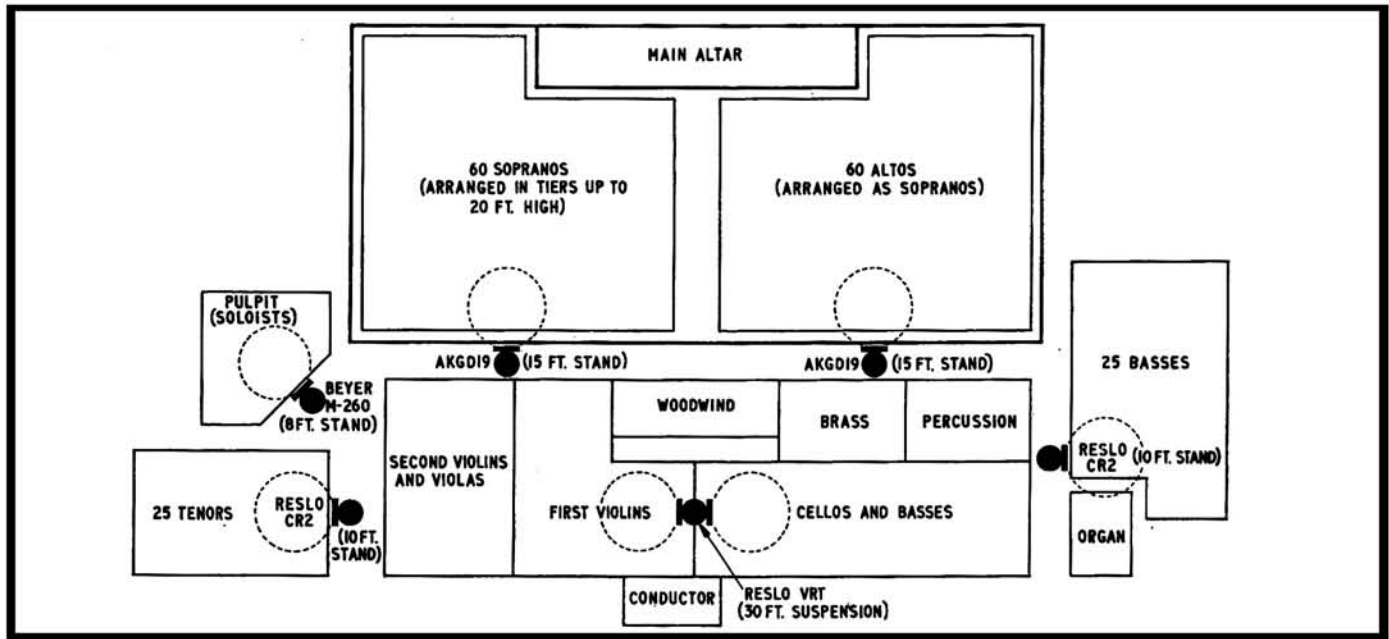 MAIN ALTAR
60 SOPRANOS
(ARRANGED IN TIERS UP TO
20 FT. HIGH)
60 ALTOS
(ARRANGED AS SOPRANOS)
PULPIT
(SOLOISTS)
AKGD19 (15 FT. STAND)
AKGD19 (15 FT. STAND)
25 BASSES
BEYER
M-260
(8FT. STAND)
WOODWIND
BRASS
PERCUSSION
RESLO
CR2
(10 FT. STAND)
SECOND VIOLINS
AND VIOLAS
25 TENORS
RESLO
CR2
(10FT.
STAND)
FIRST VIOLINS
CELLOS AND BASSES
ORGAN
CONDUCTOR
RESLO VRT
(30 FT. SUSPENSION)